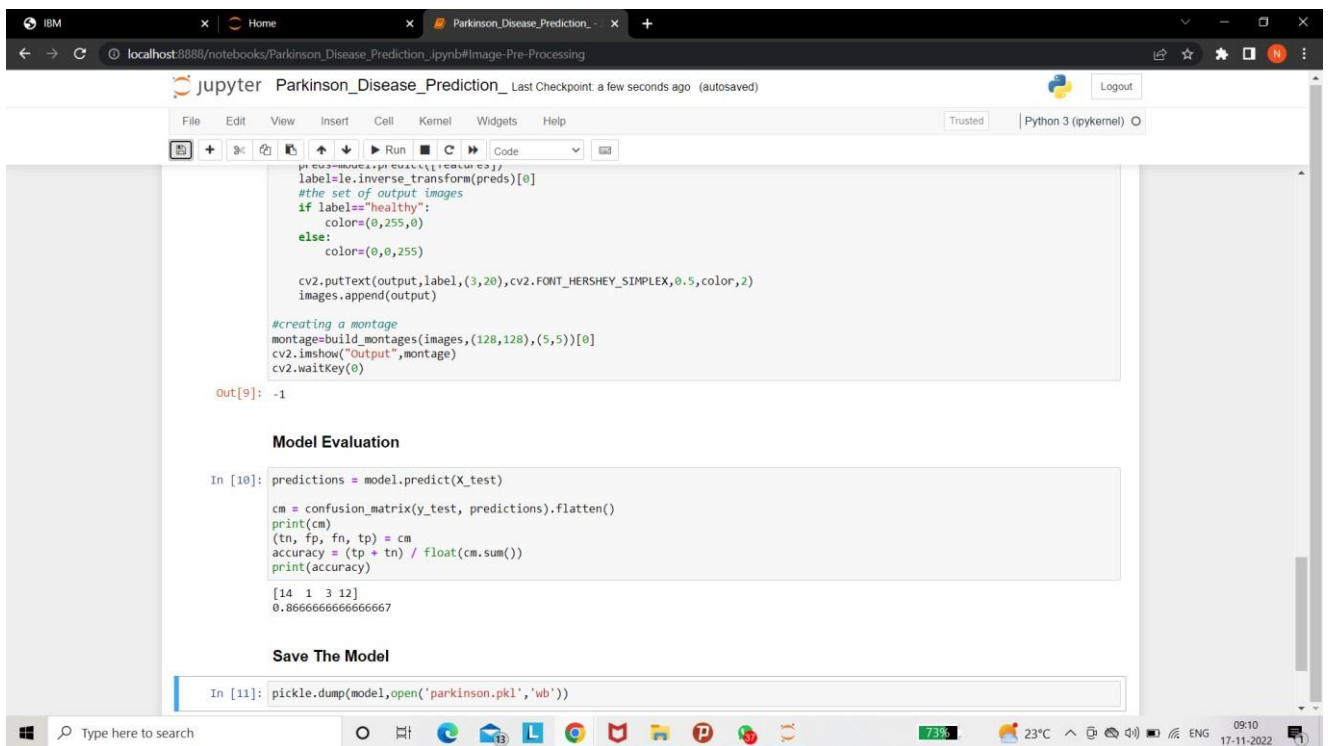 IBM
Home
Parkinson_Disease_Prediction_ -
localhost:8888/notebooks/Parkinson_Disease_Prediction_.ipynb#Image-Pre-Processing
N
jupyter Parkinson_Disease_Prediction_ Last Checkpoint: a few seconds ago (autosaved)
Logout
File Edit View Insert Cell Kernel Widgets Help
Trusted
Python 3 (ipykernel)
Run
Code
preds=model.predict([features])
label=le.inverse_transform(preds)[0]
#the set of output images
if label=="healthy":
color=(0,255,0)
else:
color=(0,0,255)
cv2.putText(output,label,(3,20),cv2.FONT_HERSHEY_SIMPLEX,0.5,color,2)
images.append(output)
#creating a montage
montage=build_montages(images,(128,128),(5,5))[0]
cv2.imshow("Output",montage)
cv2.waitKey(0)
Out[9]: -1
Model Evaluation
In [10]: predictions = model.predict(X_test)
cm = confusion_matrix(y_test, predictions).flatten()
print(cm)
(tn, fp, fn, tp) = cm
accuracy = (tp + tn) / float(cm.sum())
print(accuracy)
[14 1 3 12]
0.8666666666666667
Save The Model
In [11]: pickle.dump(model,open('parkinson.pkl','wb'))
Type here to search
13
L
37
73%
23°C
ENG
09:10
17-11-2022
1